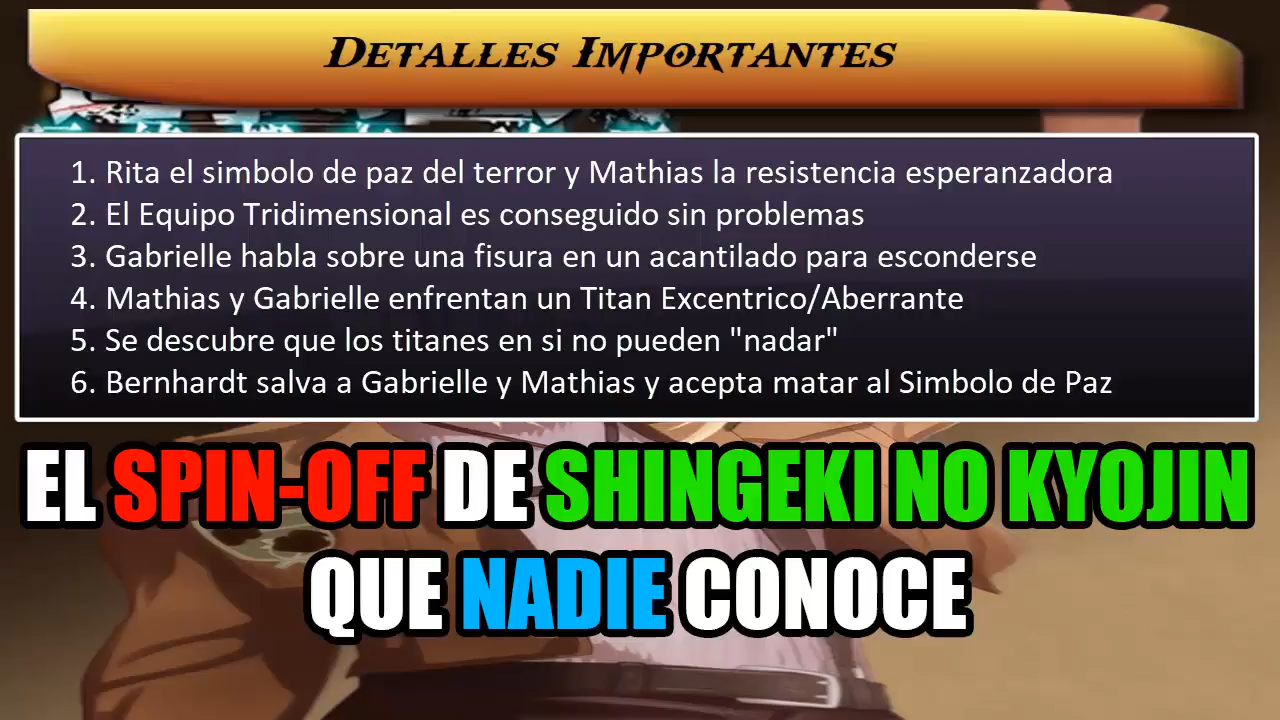 Detalles Importantes
1. Rita el simbolo de paz del terror y Mathias la resistencia esperanzadora
2. El Equipo Tridimensional es conseguido sin problemas
3. Gabrielle habla sobre una fisura en un acantilado para esconderse
4. Mathias y Gabrielle enfrentan un Titan Excentrico/Aberrante
5. Se descubre que los titanes en si no pueden "nadar"
6. Bernhardt salva a Gabrielle y Mathias y acepta matar al Simbolo de Paz
EL SPIN-OFF DE SHINGEKI NO KYOJIN
QUE NADIE CONOCE